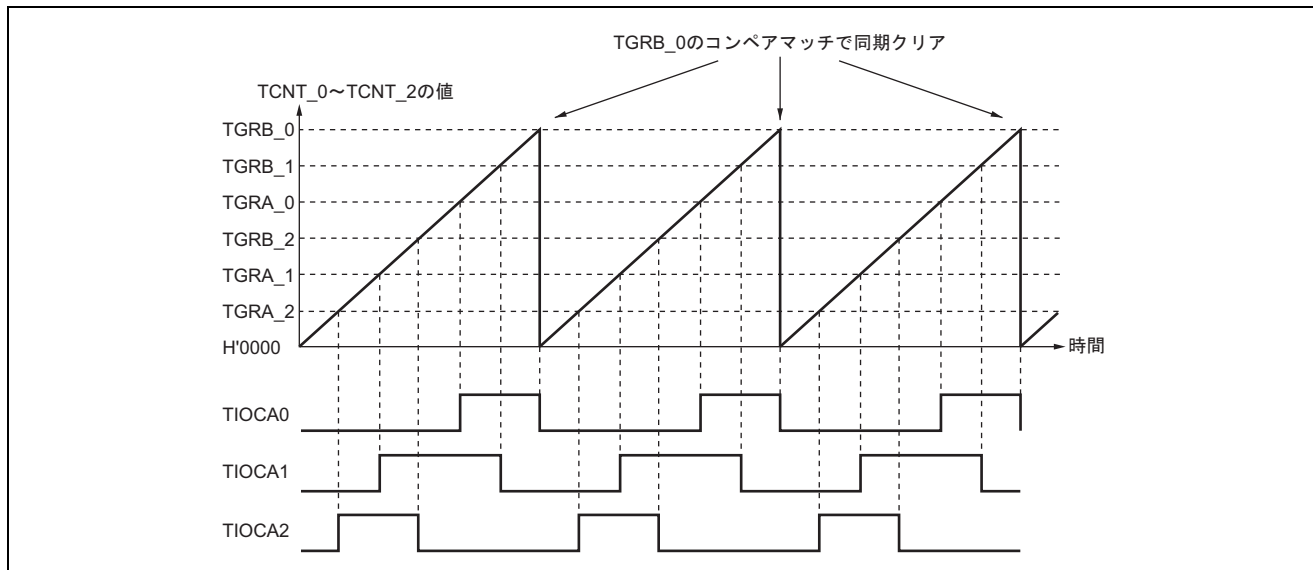 TGRB_0のコンペアマッチで同期クリア
TCNT_0～TCNT_2の値
TGRB_0
TGRB_1
TGRA_0
TGRB_2
TGRA_1
TGRA_2
H'0000
時間
TIOCA0
TIOCA1
TIOCA2